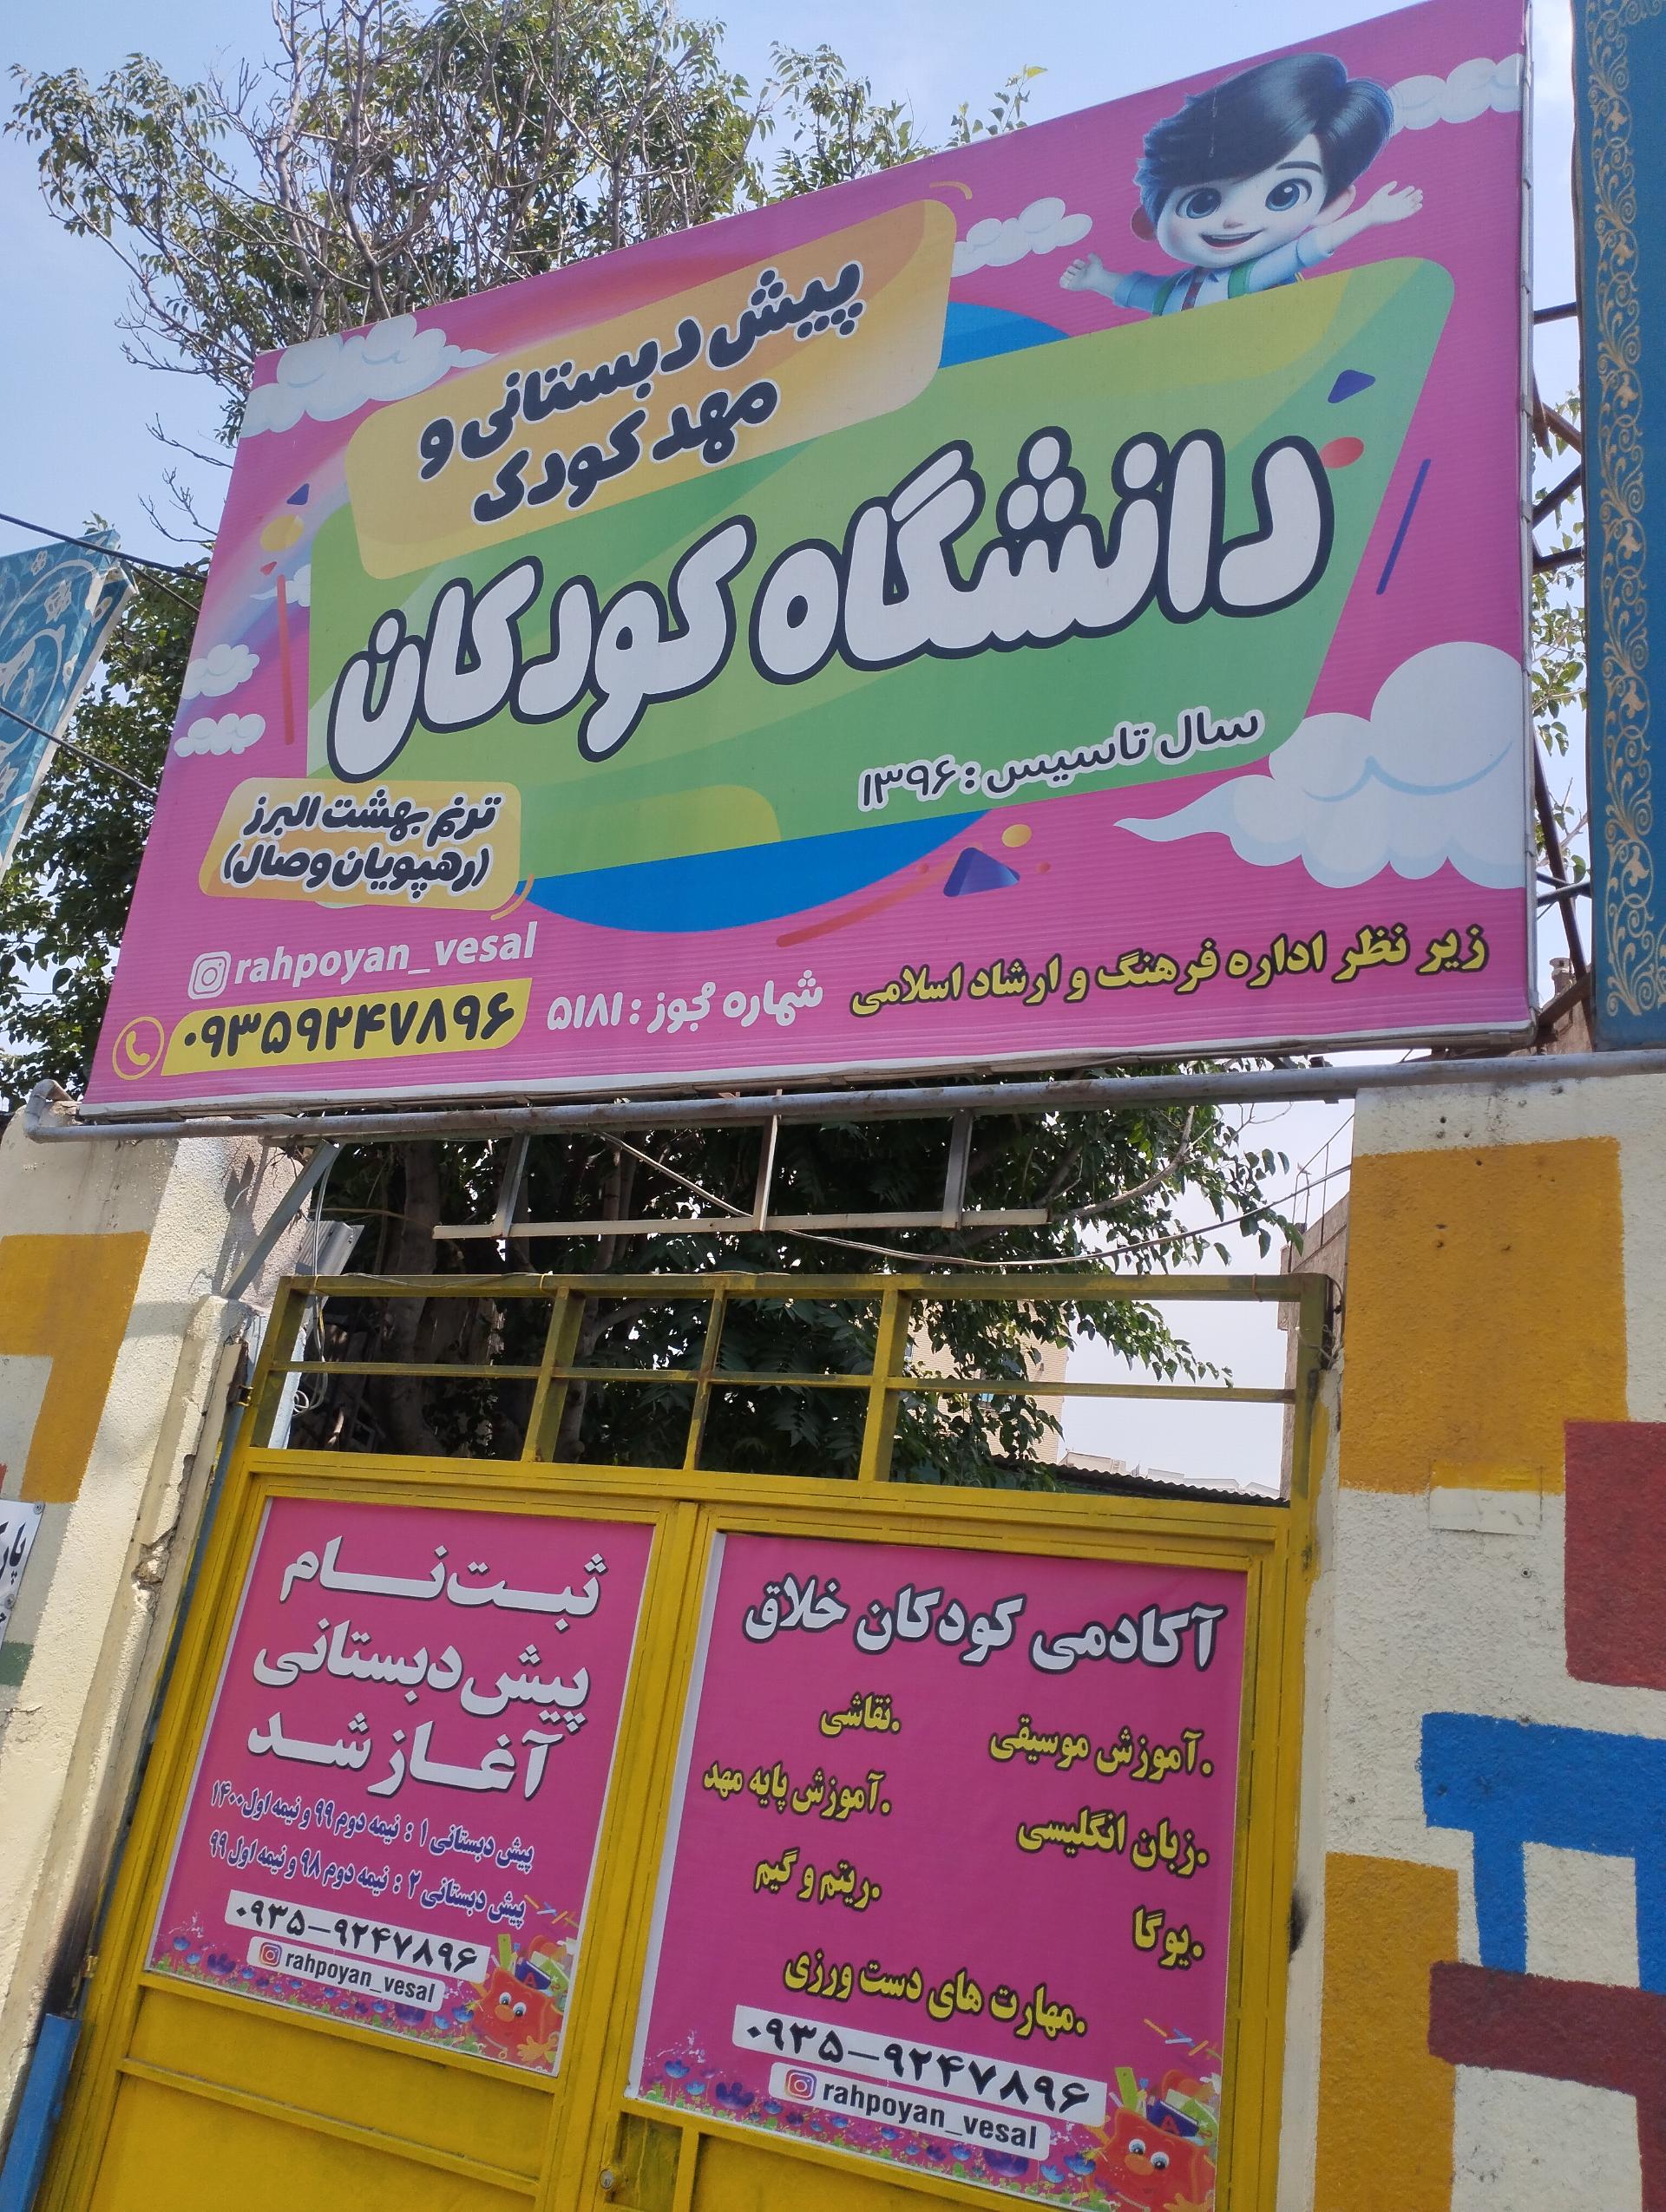 پیش دبستانی و
مهد کودک
دانشگاه کودکان
سال تاسیس : ۱۳۹۶
ترنم بهشت البرز
(رهپویان وصال)
rahpoyan_vesal
۰۹۳۵۹۲۴۷۸۹۶
شماره مجوز : ۵۱۸۱
زیر نظر اداره فرهنگ و ارشاد اسلامی
آکادمی کودکان خلاق
.آموزش موسیقی
.نقاشی
.زبان انگلیسی
.آموزش پایه مهد
.یوگا
.ریتم و گیم
.مهارت های دست ورزی
۰۹۳۵-۹۲۴۷۸۹۶
rahpoyan_vesal
ثبت نام
پیش دبستانی
آغاز شد
پیش دبستانی ۱ : نیمه دوم ۹۹ و نیمه اول ۱۴۰۰
پیش دبستانی ۲ : نیمه دوم ۹۸ و نیمه اول ۹۹
۰۹۳۵-۹۲۴۷۸۹۶
rahpoyan_vesal